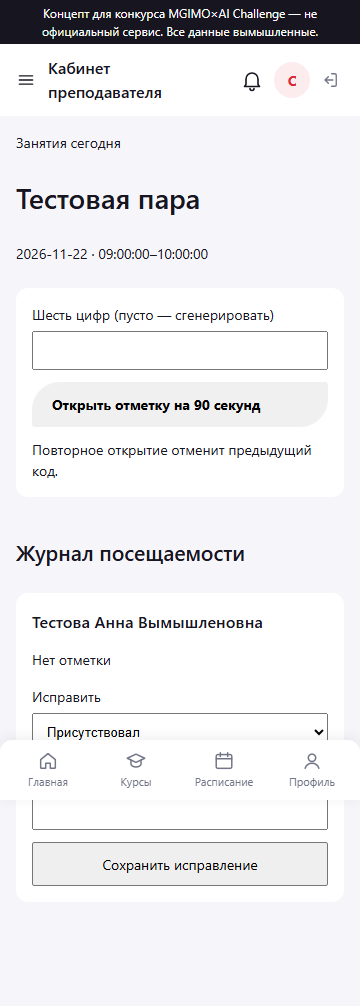 Концепт для конкурса MGIMO×AI Challenge — не
официальный сервис. Все данные вымышленные.
Кабинет
преподавателя
С
Занятия сегодня
Тестовая пара
2026-11-22 · 09:00:00–10:00:00
Шесть цифр (пусто — сгенерировать)
Открыть отметку на 90 секунд
Повторное открытие отменит предыдущий
код.
Журнал посещаемости
Тестова Анна Вымышленовна
Нет отметки
Исправить
Присутствовал
Главная
Курсы
Расписание
Профиль
Сохранить исправление